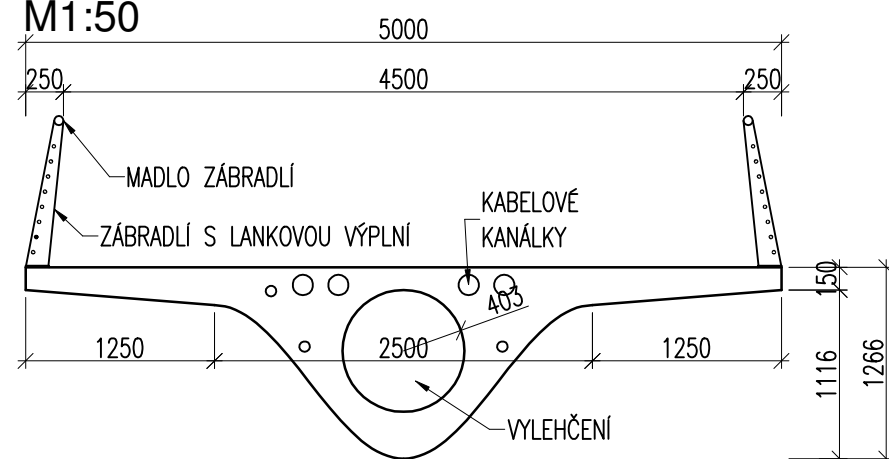 M1:50
5000
250
4500
250
MADLO ZÁBRADLÍ
ZÁBRADLÍ S LANKOVOU VÝPLNÍ
KABELOVÉ
KANÁLKY
403
150
1250
2500
1250
1116
1266
VYLEHČENÍ